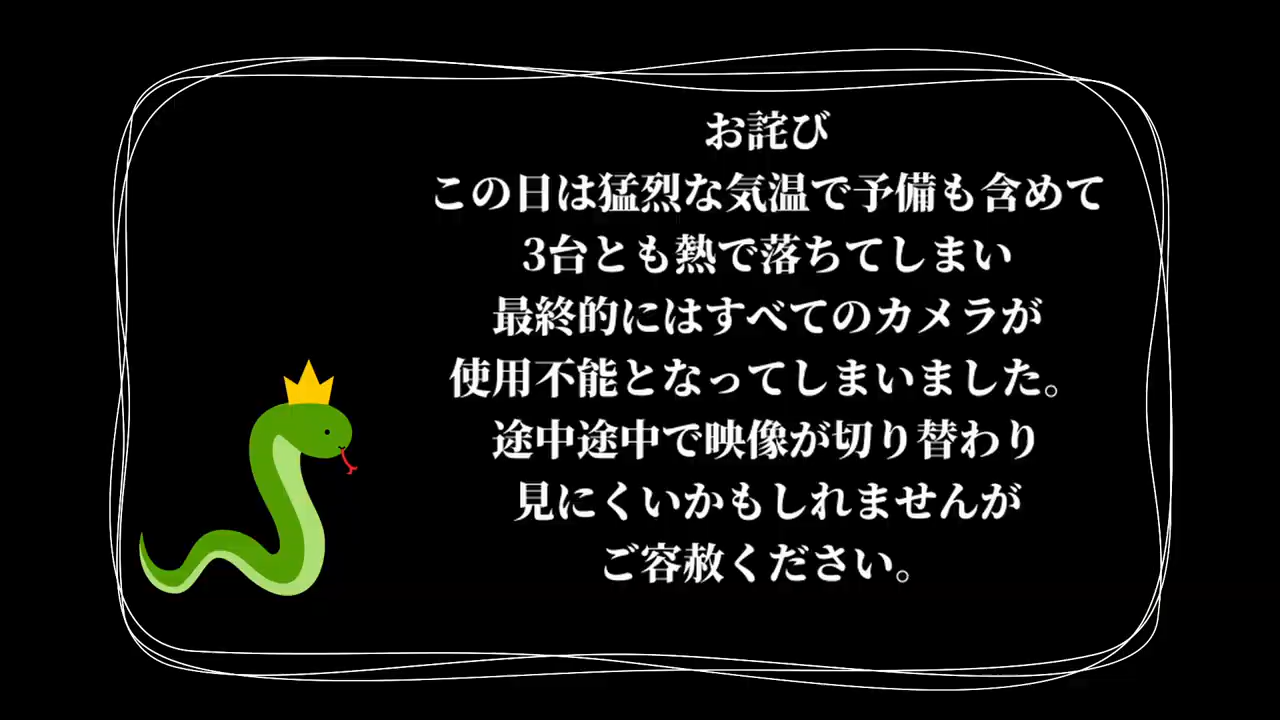 お詫び
この日は猛烈な気温で予備も含めて
3台とも熱で落ちてしまい
最終的にはすべてのカメラが
使用不能となってしまいました。
途中途中で映像が切り替わり
見にくいかもしれませんが
ご容赦ください。